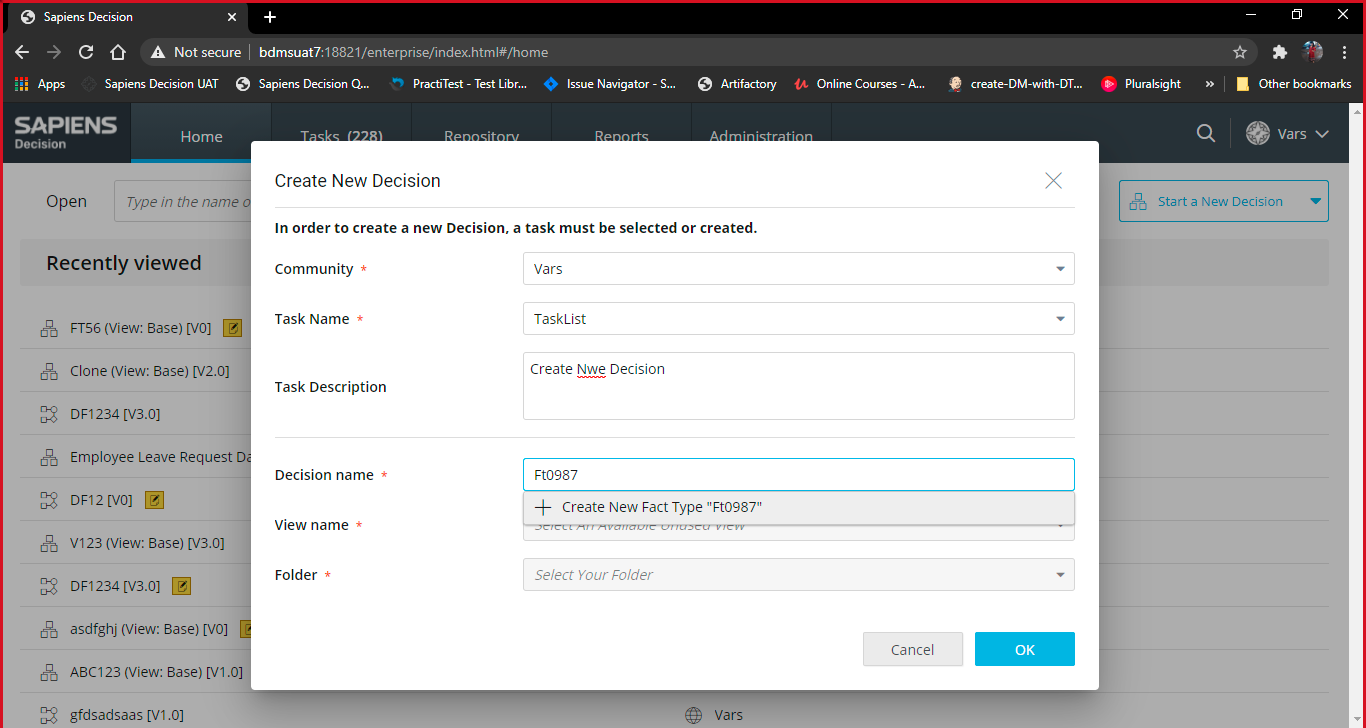 Sapiens Decision
Not secure bdmsuat7:18821/enterprise/index.html#/home
Apps Sapiens Decision UAT Sapiens Decision Q... PractiTest - Test Libr... Issue Navigator - S... Artifactory Online Courses - A... create-DM-with-DT... Pluralsight » Other bookmarks
SAPIENS
Decision
Home Tasks (228) Repository Reports Administration Vars
Open Type in the name o Start a New Decision
Recently viewed
FT56 (View: Base) [V0]
Clone (View: Base) [V2.0]
DF1234 [V3.0]
Employee Leave Request Da
DF12 [V0]
V123 (View: Base) [V3.0]
DF1234 [V3.0]
asdfghj (View: Base) [V0]
ABC123 (View: Base) [V1.0]
gfdsadsaas [V1.0] Vars
Create New Decision
In order to create a new Decision, a task must be selected or created.
Community * Vars
Task Name * TaskList
Task Description Create Nwe Decision
Decision name * Ft0987
Create New Fact Type "Ft0987"
View name * Select An Available Unused View
Folder * Select Your Folder
Cancel OK